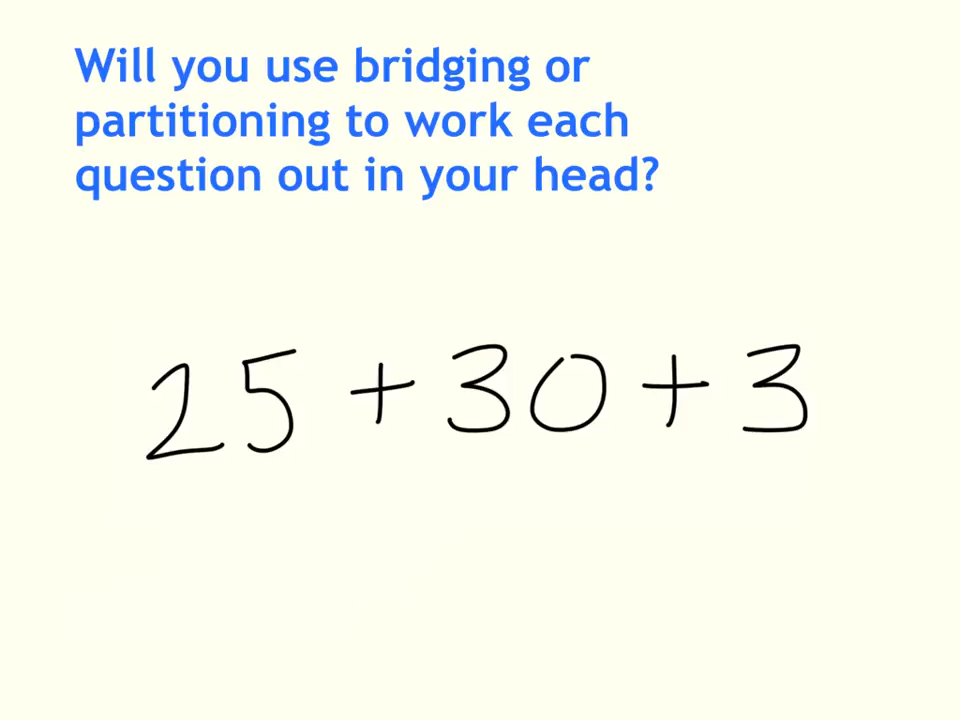 Will you use bridging or
partitioning to work each
question out in your head?
25 + 30 + 3